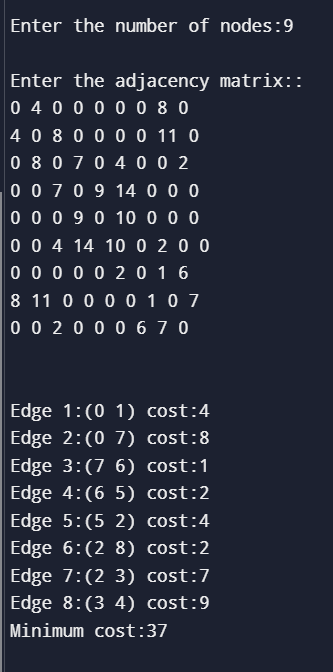 Enter the number of nodes:9
Enter the adjacency matrix::
0 4 0 0 0 0 0 8 0
4 0 8 0 0 0 0 11 0
0 8 0 7 0 4 0 0 2
0 0 7 0 9 14 0 0 0
0 0 0 9 0 10 0 0 0
0 0 4 14 10 0 2 0 0
0 0 0 0 0 2 0 1 6
8 11 0 0 0 0 1 0 7
0 0 2 0 0 0 6 7 0
Edge 1:(0 1) cost:4
Edge 2:(0 7) cost:8
Edge 3:(7 6) cost:1
Edge 4:(6 5) cost:2
Edge 5:(5 2) cost:4
Edge 6:(2 8) cost:2
Edge 7:(2 3) cost:7
Edge 8:(3 4) cost:9
Minimum cost:37